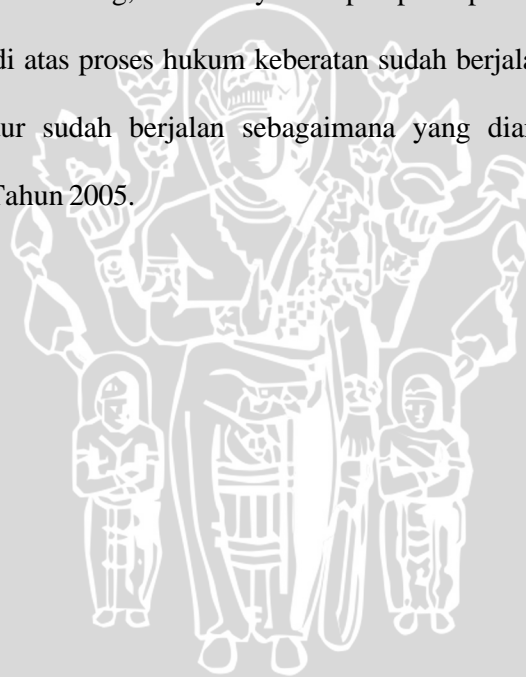 di atas proses hukum keberatan sudah berjala
ur sudah berjalan sebagaimana yang dia
Tahun 2005.